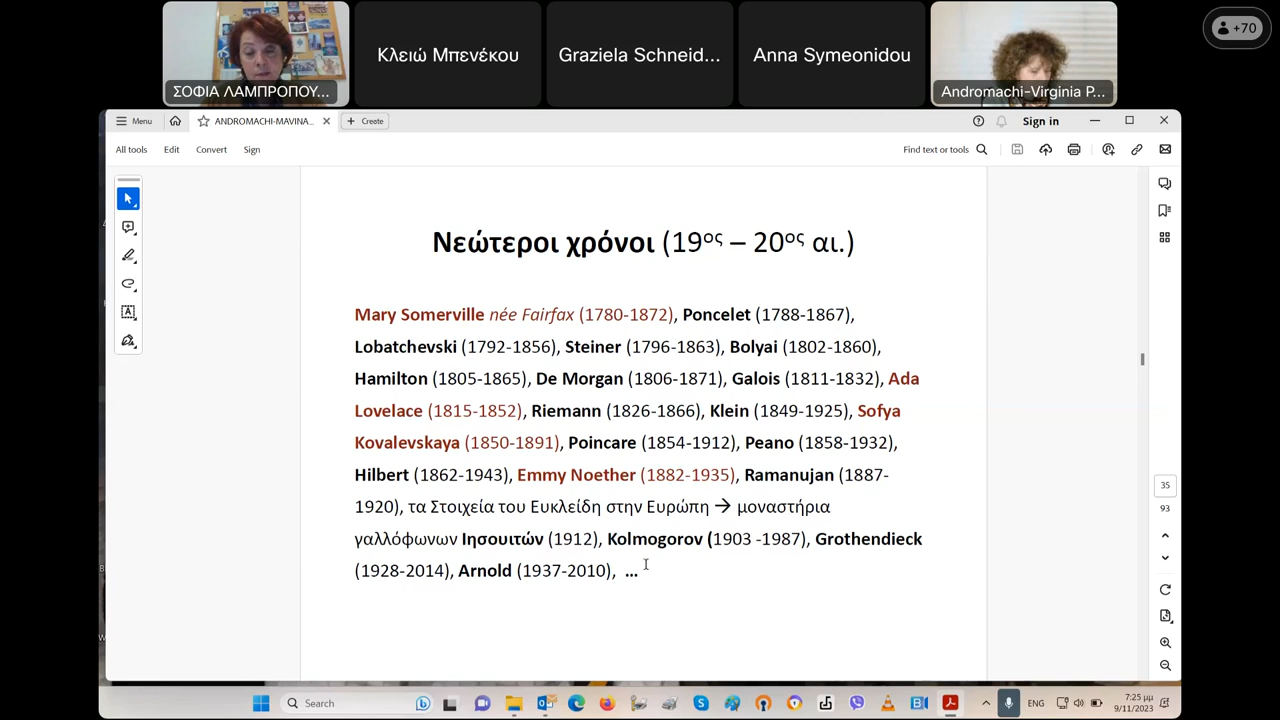 +70
ΣΟΦΙΑ ΛΑΜΠΡΟΠΟΥ...
Κλειώ Μπενέκου
Graziela Schneid...
Anna Symeonidou
Andromachi-Virginia P...
Menu
ANDROMACHI-MAVINA...
Create
Sign in
All tools Edit Convert Sign
Find text or tools
Νεώτεροι χρόνοι (19ος – 20ος αι.)
Mary Somerville née Fairfax (1780-1872), Poncelet (1788-1867),
Lobatchevski (1792-1856), Steiner (1796-1863), Bolyai (1802-1860),
Hamilton (1805-1865), De Morgan (1806-1871), Galois (1811-1832), Ada
Lovelace (1815-1852), Riemann (1826-1866), Klein (1849-1925), Sofya
Kovalevskaya (1850-1891), Poincare (1854-1912), Peano (1858-1932),
Hilbert (1862-1943), Emmy Noether (1882-1935), Ramanujan (1887-
1920), τα Στοιχεία του Ευκλείδη στην Ευρώπη → μοναστήρια
γαλλόφωνων Ιησουιτών (1912), Kolmogorov (1903 -1987), Grothendieck
(1928-2014), Arnold (1937-2010), ...
35
93
Search
ENG
7:25 μμ
9/11/2023